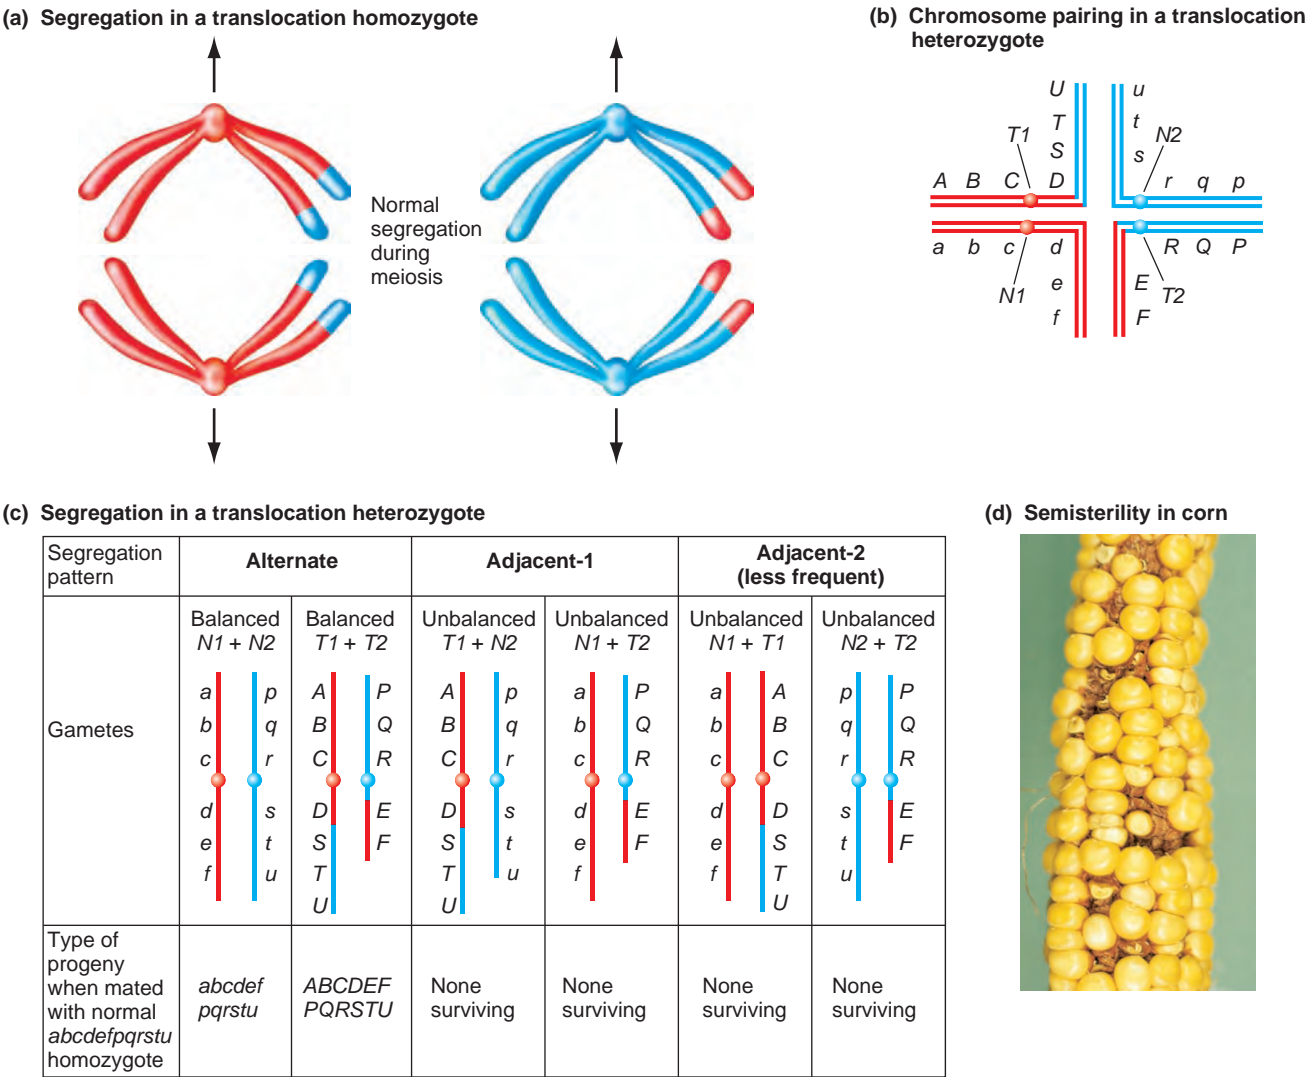 (a) Segregation in a translocation homozygote
Normal
segregation
during
meiosis
(b) Chromosome pairing in a translocation
heterozygote
U u
T t
T1 N2
S s
A B C D r q p
a b c d R Q P
e E
N1 T2
f F
(c) Segregation in a translocation heterozygote
Segregation
pattern
Alternate
Adjacent-1
Adjacent-2
(less frequent)
Gametes
Balanced
N1 + N2
a p
b q
c r
d s
e t
f u
Balanced
T1 + T2
A P
B Q
C R
D E
S F
T
U
Unbalanced
T1 + N2
A p
B q
C r
D s
S t
T u
U
Unbalanced
N1 + T2
a P
b Q
c R
d E
e F
f
Unbalanced
N1 + T1
a A
b B
c C
d D
e S
f T
U
Unbalanced
N2 + T2
p P
q Q
r R
s E
t F
u
Type of
progeny
when mated
with normal
abcdefpqrstu
homozygote
abcdef
pqrstu
ABCDEF
PQRSTU
None
surviving
None
surviving
None
surviving
None
surviving
(d) Semisterility in corn